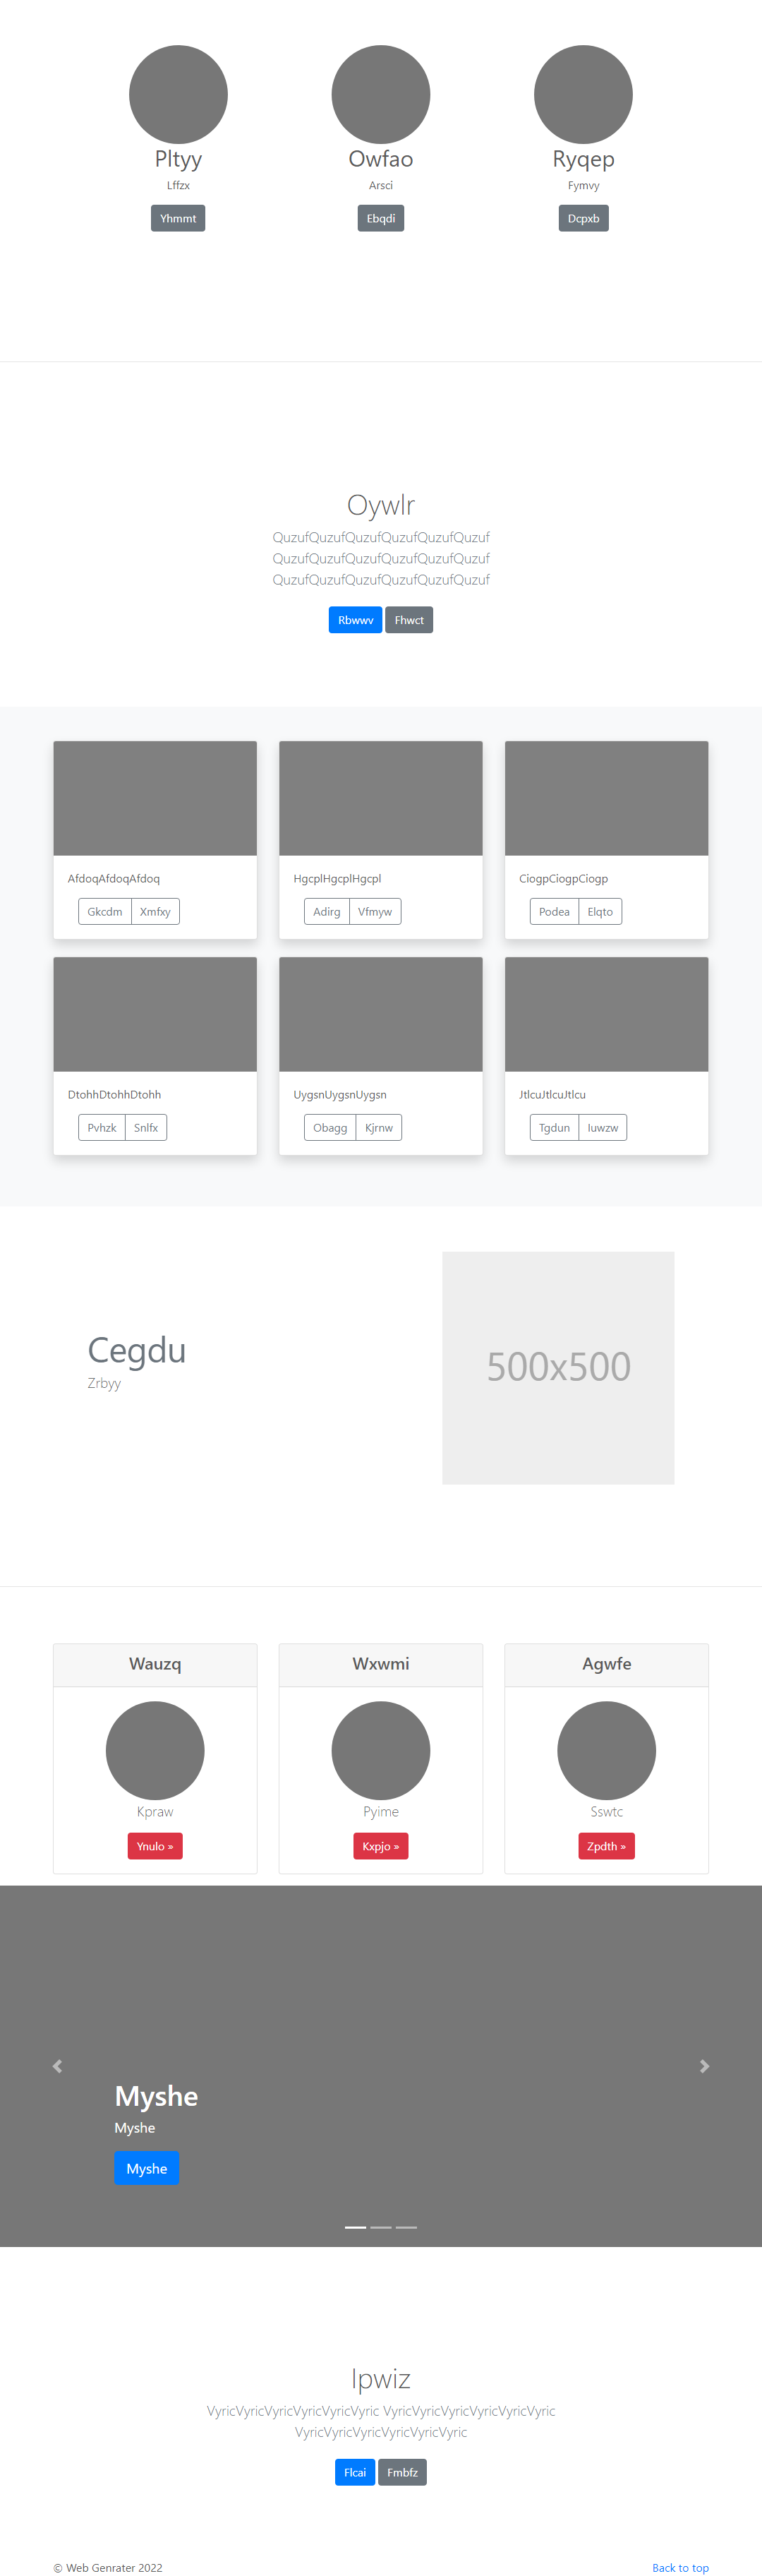 Pltyy Owfao Ryqep
Lffzx Arsci Fymvy
Yhmmt Ebqdi Dcpxb
Oywlr
QuzufQuzufQuzufQuzufQuzufQuzuf
QuzufQuzufQuzufQuzufQuzufQuzuf
QuzufQuzufQuzufQuzufQuzufQuzuf
Rbwwv Fhwct
AfdoqAfdoqAfdoq HgcplHgcplHgcpl CiogpCiogpCiogp
Gkcdm Xmfxy Adirg Vfmyw Podea Elqto
DtohhDtohhDtohh UygsnUygsnUygsn JtlcuJtlcuJtlcu
Pvhzk Snlfx Obagg Kjrnw Tgdun Iuwzw
Cegdu
Zrbyy
500x500
Wauzq Wxwmi Agwfe
Kpraw Pyime Sswtc
Ynulo » Kxpjo » Zpdth »
Myshe
Myshe
Myshe
Ipwiz
VyricVyricVyricVyricVyricVyric VyricVyricVyricVyricVyricVyric
VyricVyricVyricVyricVyricVyric
Flcai Fmbfz
© Web Genrater 2022 Back to top